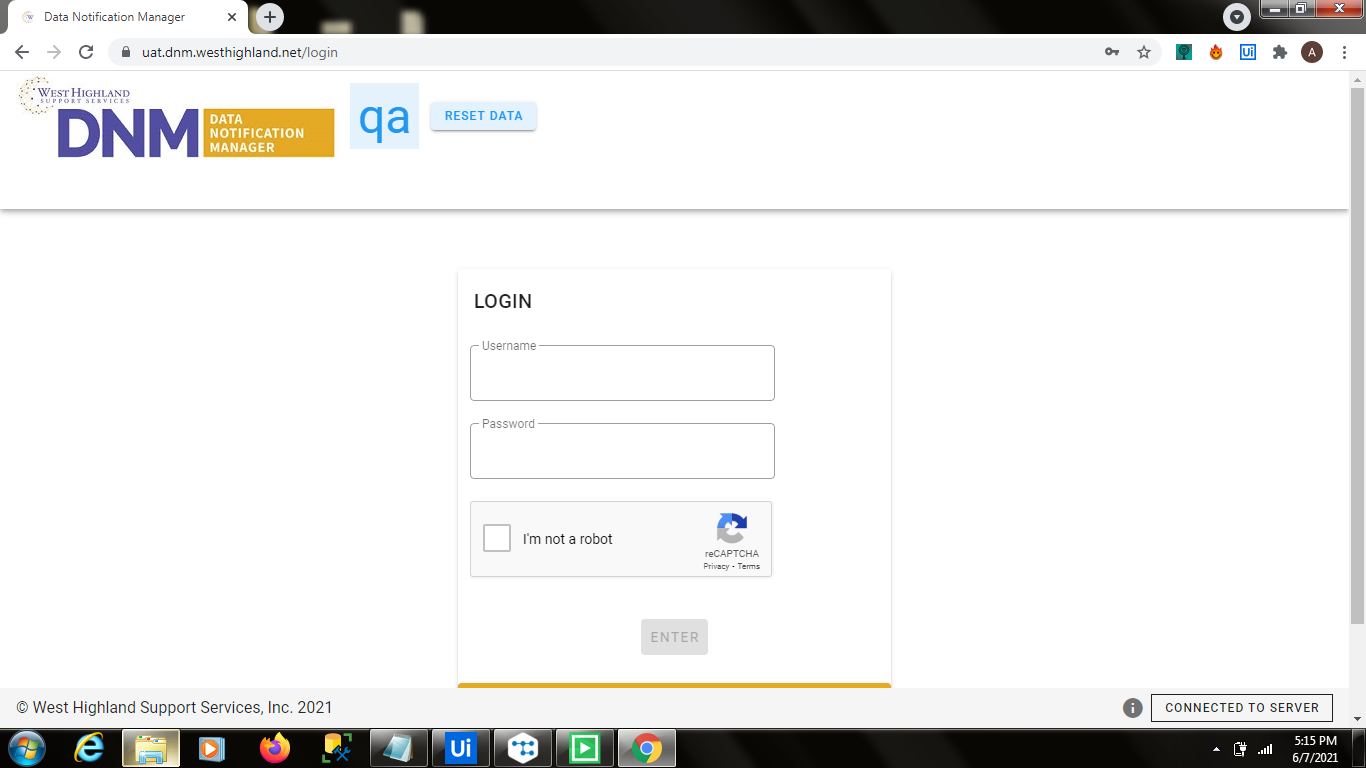 Data Notification Manager
uat.dnm.westhighland.net/login
Ui
A
WEST HIGHLAND
SUPPORT SERVICES
DNM
DATA
NOTIFICATION
MANAGER
qa
RESET DATA
LOGIN
Username
Password
I'm not a robot
reCAPTCHA
Privacy - Terms
ENTER
© West Highland Support Services, Inc. 2021
CONNECTED TO SERVER
Ui
5:15 PM
6/7/2021